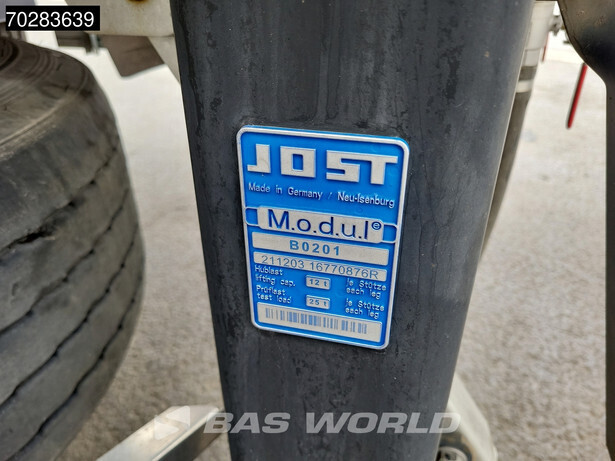 70283639
JOST
Made in Germany / Neu-Isenburg
M.o.d.u.l®
B0201
211203 16770876R
Hublast lifting cap. 12 t je Stütze each leg
Prüflast test load 25 t je Stütze each leg
BAS WORLD